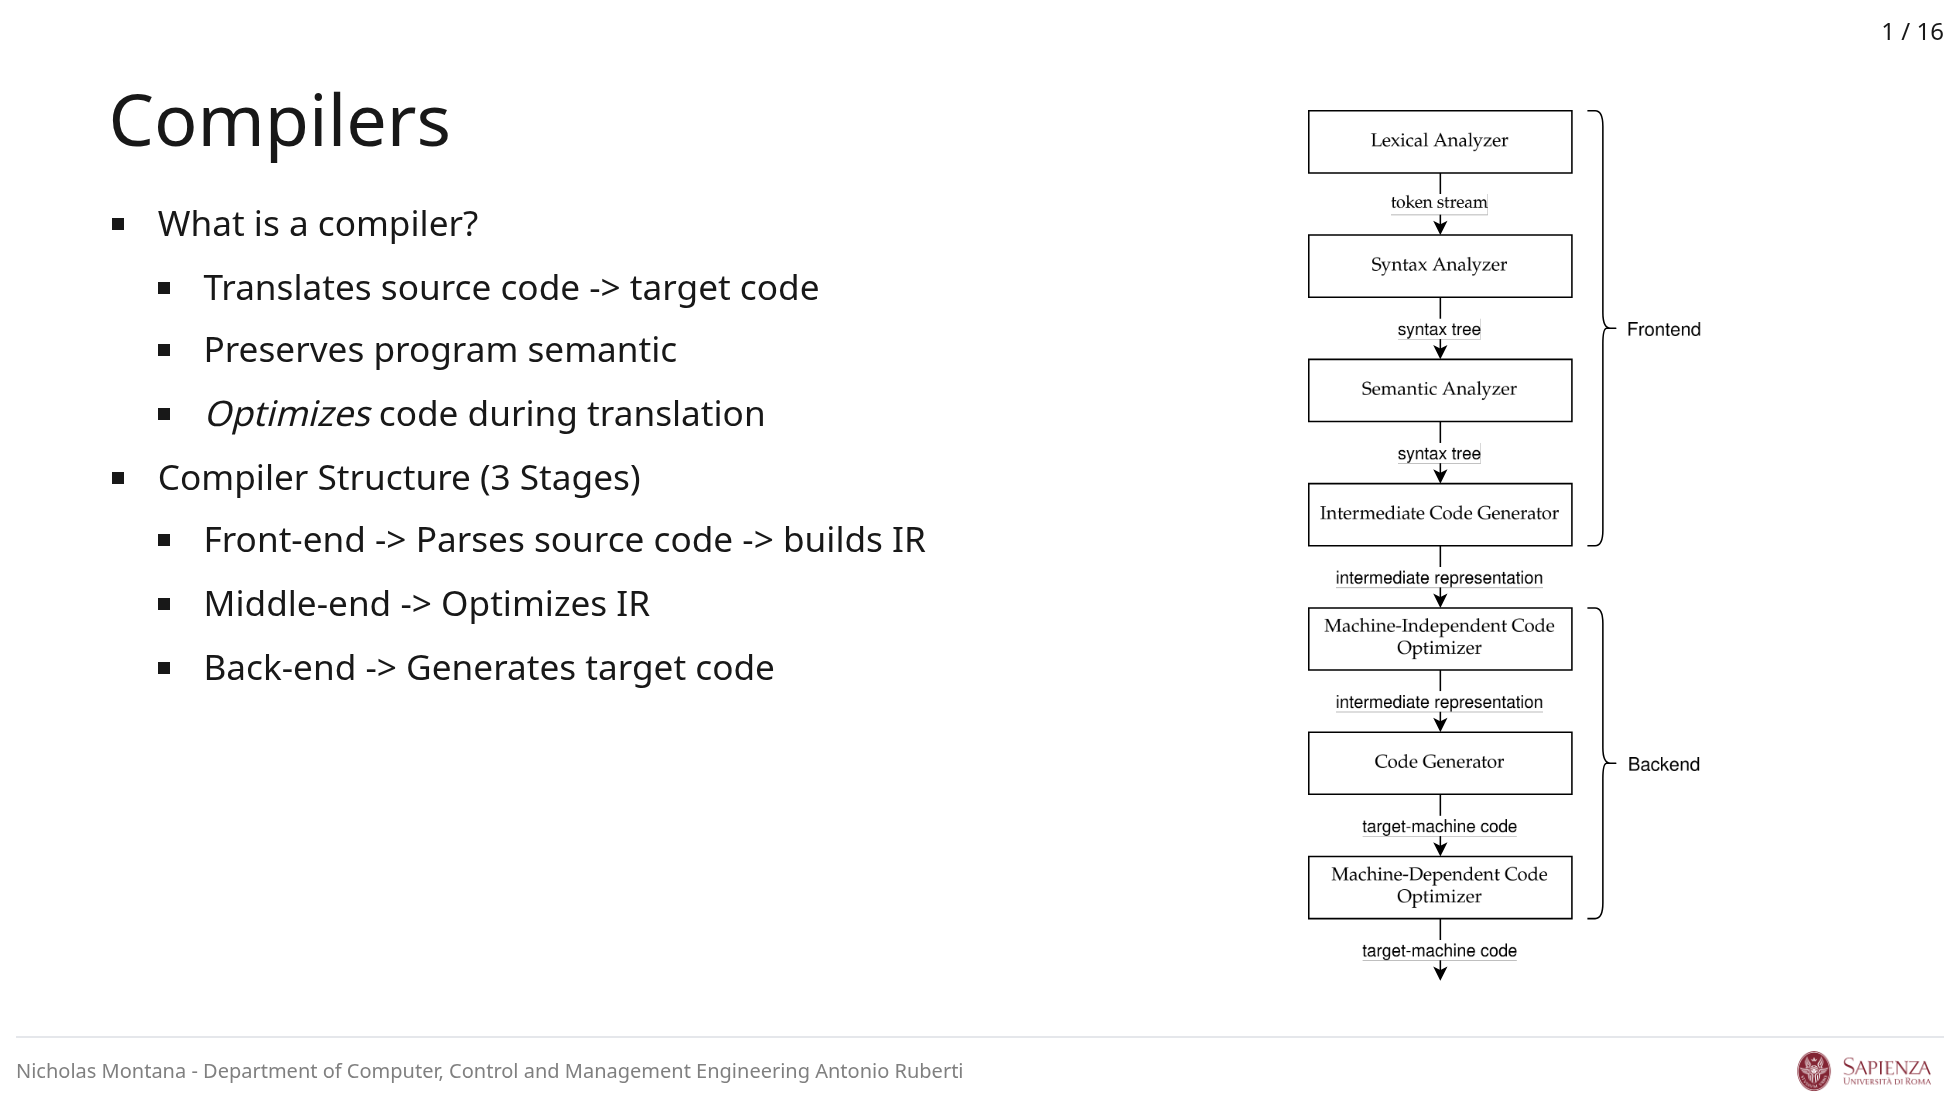 1 / 16
Compilers
What is a compiler?
Translates source code -> target code
Preserves program semantic
Optimizes code during translation
Compiler Structure (3 Stages)
Front-end -> Parses source code -> builds IR
Middle-end -> Optimizes IR
Back-end -> Generates target code
Lexical Analyzer
token stream
Syntax Analyzer
syntax tree
Semantic Analyzer
syntax tree
Intermediate Code Generator
Frontend
intermediate representation
Machine-Independent Code
Optimizer
intermediate representation
Code Generator
target-machine code
Machine-Dependent Code
Optimizer
Backend
target-machine code
Nicholas Montana - Department of Computer, Control and Management Engineering Antonio Ruberti
SAPIENZA
UNIVERSITÀ DI ROMA